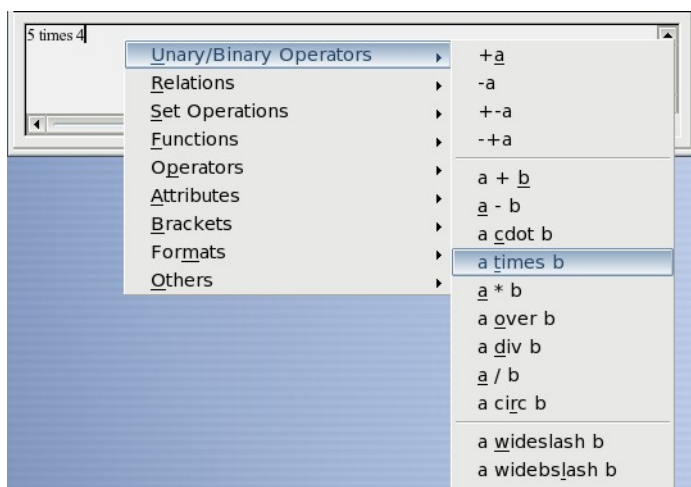 5 times 4
Unary/Binary Operators
Relations
Set Operations
Functions
Operators
Attributes
Brackets
Formats
Others
+a
-a
+-a
-+a
a + b
a - b
a cdot b
a times b
a * b
a over b
a div b
a / b
a circ b
a wideslash b
a widebslash b